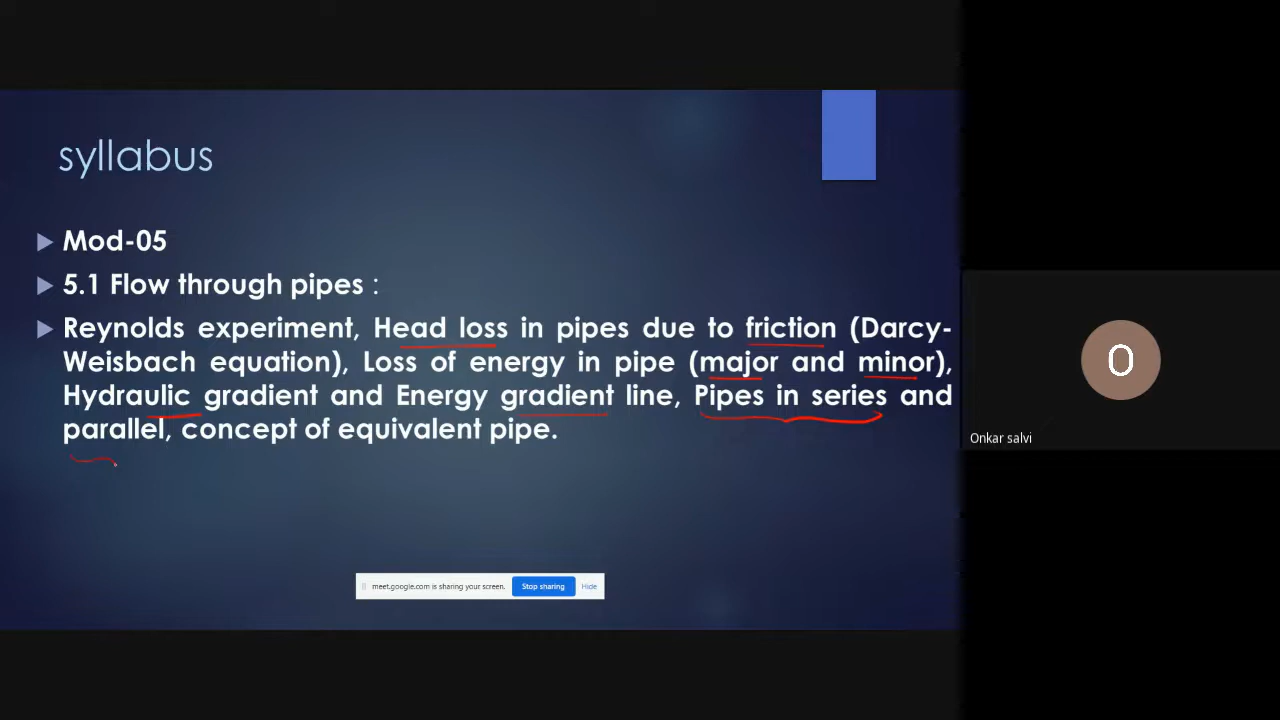 syllabus
Mod-05
5.1 Flow through pipes :
Reynolds experiment, Head loss in pipes due to friction (Darcy-
Weisbach equation), Loss of energy in pipe (major and minor),
Hydraulic gradient and Energy gradient line, Pipes in series and
parallel, concept of equivalent pipe.
meet.google.com is sharing your screen. Stop sharing Hide
O
Onkar salvi